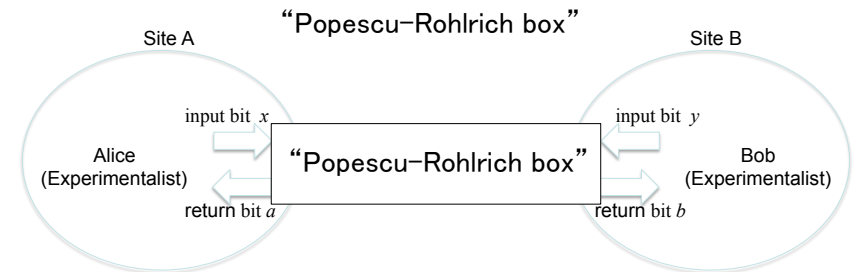 “Popescu-Rohlrich box”
Site A
Site B
input bit x
input bit y
Alice
(Experimentalist)
“Popescu-Rohlrich box”
Bob
(Experimentalist)
return bit a
return bit b